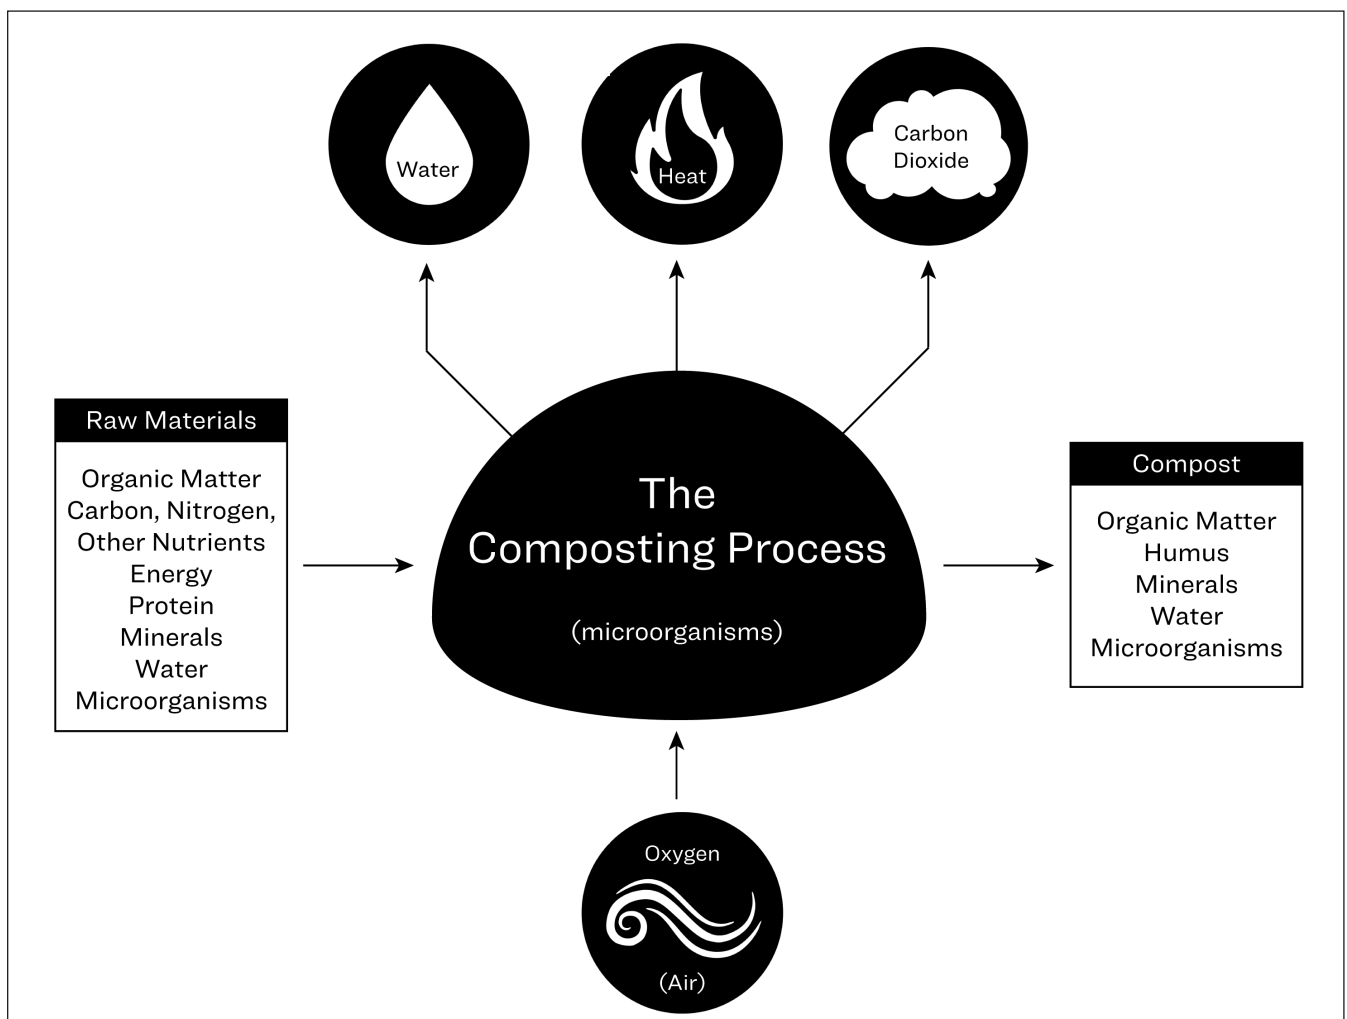 Water
Heat
Carbon
Dioxide
Raw Materials
Organic Matter
Carbon, Nitrogen,
Other Nutrients
Energy
Protein
Minerals
Water
Microorganisms
The
Composting Process
(microorganisms)
Compost
Organic Matter
Humus
Minerals
Water
Microorganisms
Oxygen
(Air)